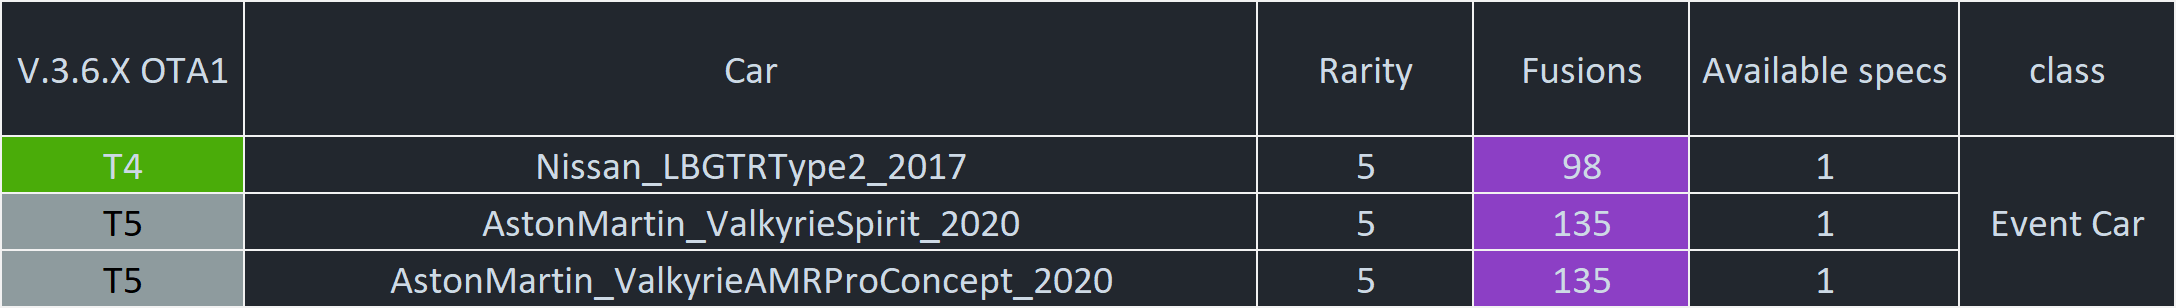 V.3.6.X OTA1 Car Rarity Fusions Available specs class
T4 Nissan_LBGTRType2_2017 5 98 1
T5 AstonMartin_ValkyrieSpirit_2020 5 135 1 Event Car
T5 AstonMartin_ValkyrieAMRProConcept_2020 5 135 1